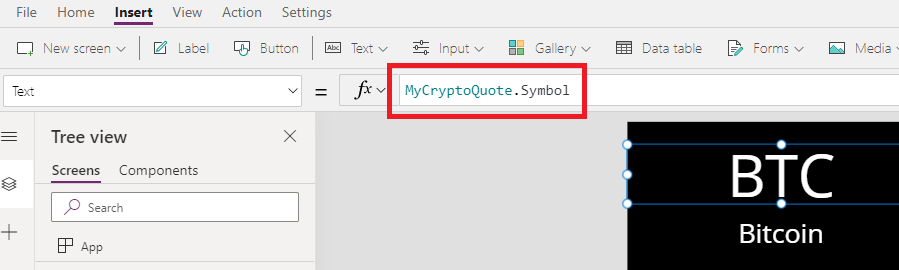 File Home Insert View Action Settings
New screen Label Button Text Input Gallery Data table Forms Media
Abc
Text = fx MyCryptoQuote.Symbol
Tree view
Screens Components
Search
App
BTC
Bitcoin